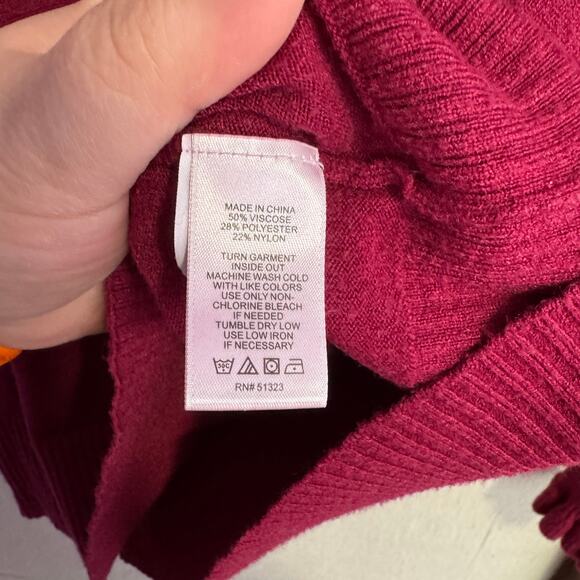 MADE IN CHINA
50% VISCOSE
28% POLYESTER
22% NYLON
TURN GARMENT
INSIDE OUT
MACHINE WASH COLD
WITH LIKE COLORS
USE ONLY NON-
CHLORINE BLEACH
IF NEEDED
TUMBLE DRY LOW
USE LOW IRON
IF NECESSARY
30C
RN# 51323